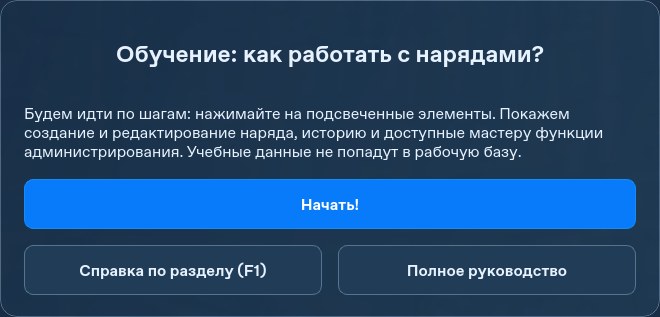 Обучение: как работать с нарядами?
Будем идти по шагам: нажимайте на подсвеченные элементы. Покажем
создание и редактирование наряда, историю и доступные мастеру функции
администрирования. Учебные данные не попадут в рабочую базу.
Начать!
Справка по разделу (F1)
Полное руководство